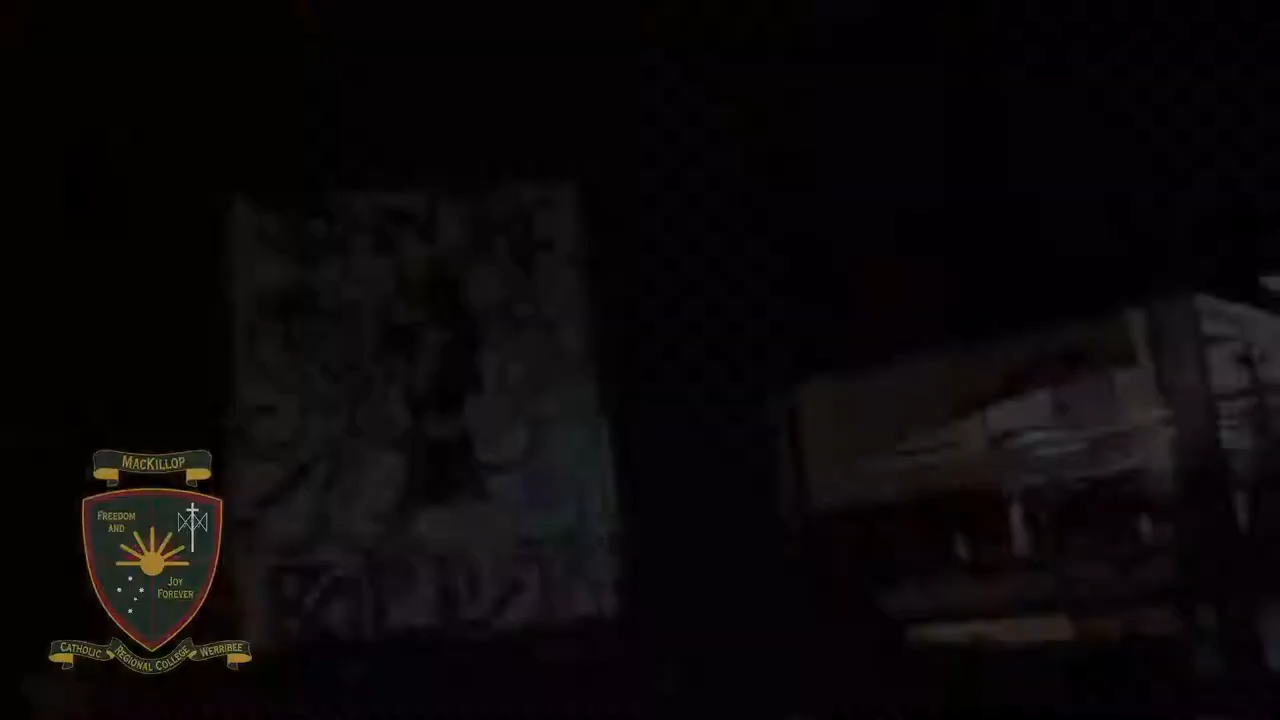 MACKILLOP
FREEDOM
AND
JOY
FOREVER
CATHOLIC REGIONAL COLLEGE WERRIBEE